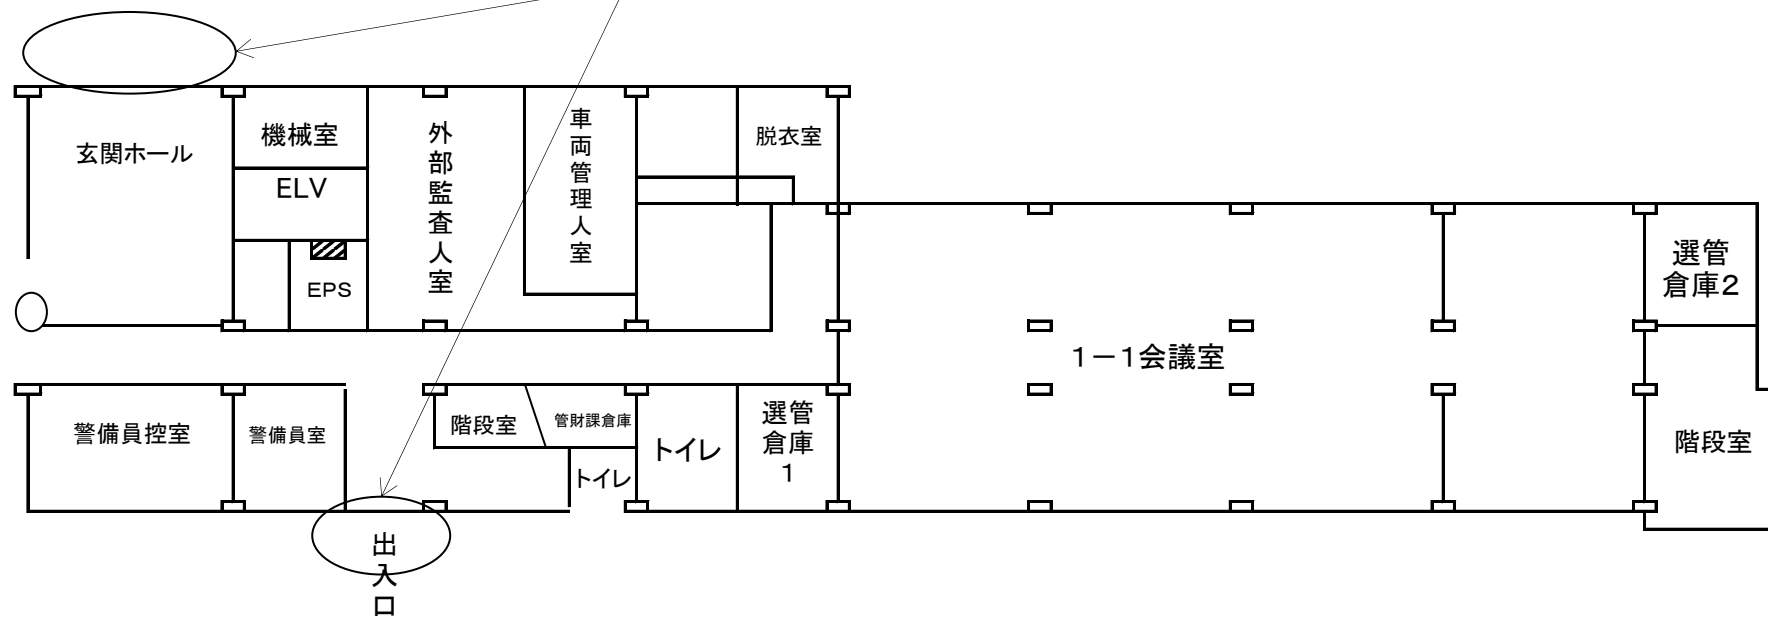 玄関ホール
機械室
ELV
EPS
外部監査人室
車両管理人室
脱衣室
選管
倉庫2
1－1会議室
警備員控室
警備員室
階段室
管財課倉庫
トイレ
トイレ
選管
倉庫
1
階段室
出入口